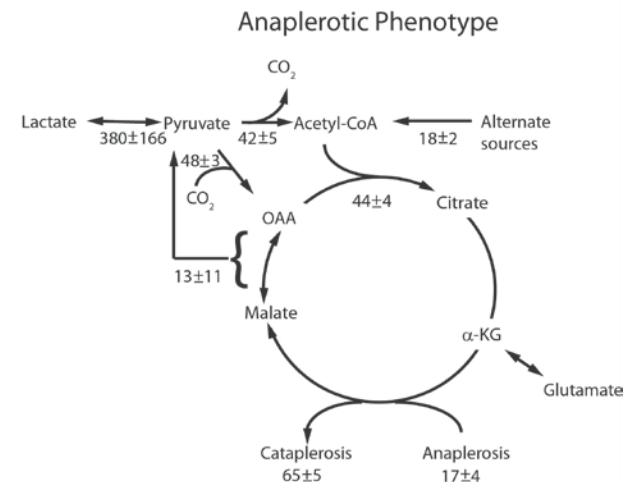 Anaplerotic Phenotype
CO2
Lactate
Pyruvate
Acetyl-CoA
Alternate
sources
380±166
42±5
18±2
48±3
CO2
44±4
Citrate
OAA
13±11
{
Malate
α-KG
Glutamate
Cataplerosis
65±5
Anaplerosis
17±4